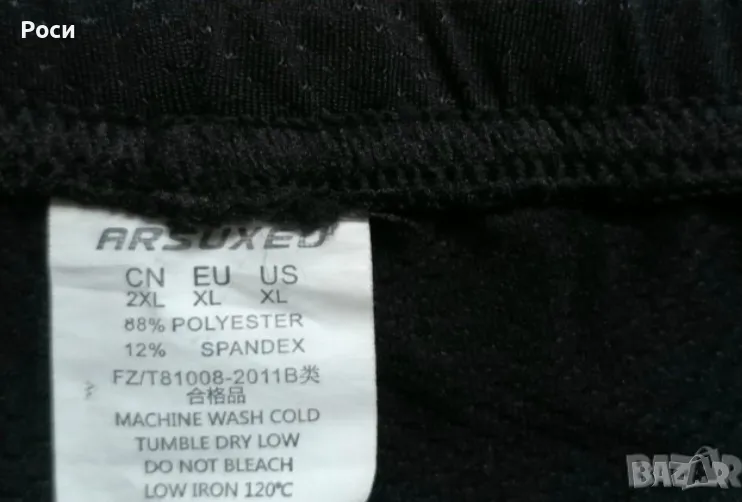 Роси
ARSUXEO
CN EU US
2XL XL XL
88% POLYESTER
12% SPANDEX
FZ/T81008-2011B类
合格品
MACHINE WASH COLD
TUMBLE DRY LOW
DO NOT BLEACH
LOW IRON 120℃
BAZAR